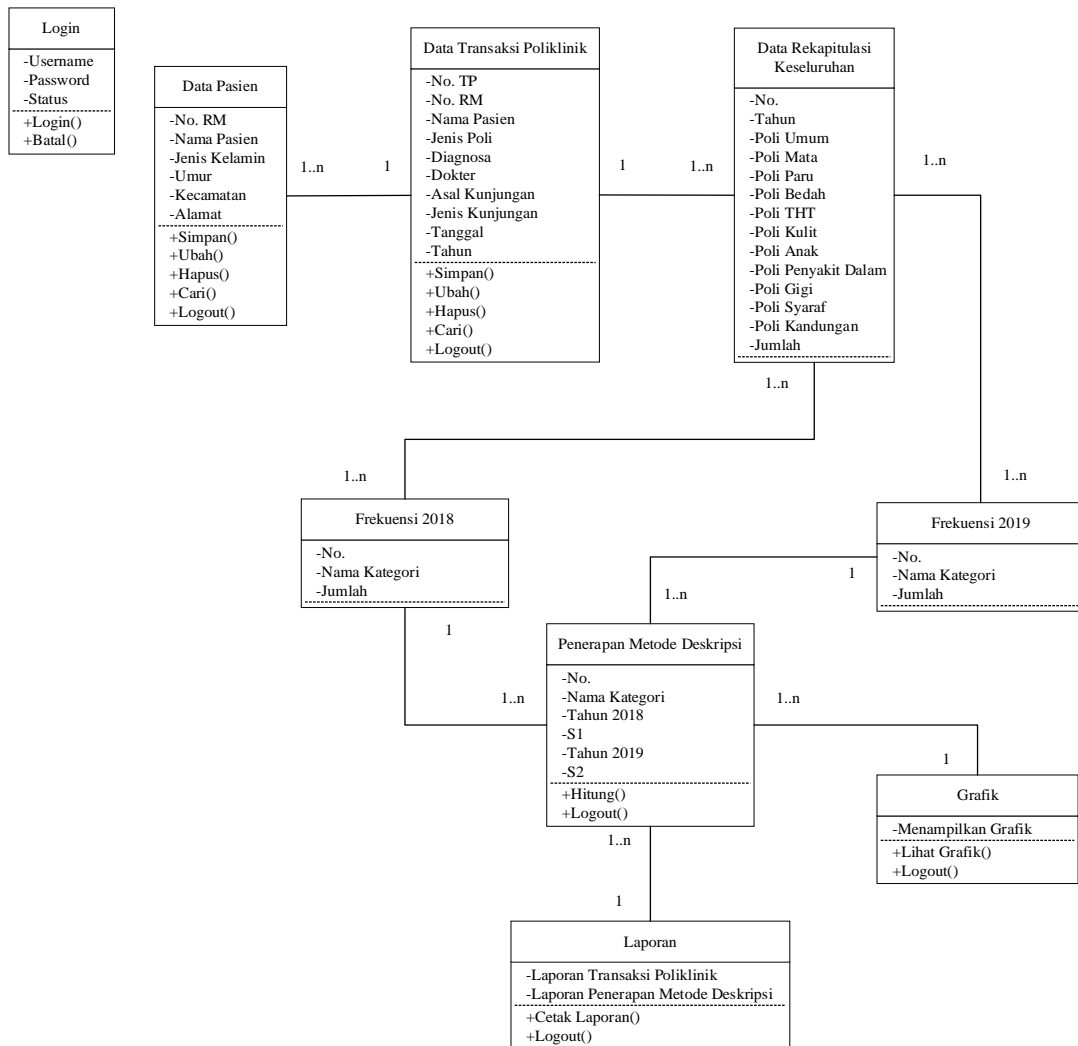 Login
-Username
-Password
-Status
+Login()
+Batal()
Data Pasien
-No. RM
-Nama Pasien
-Jenis Kelamin
-Umur
-Kecamatan
-Alamat
+Simpan()
+Ubah()
+Hapus()
+Cari()
+Logout()
1..n
1
Data Transaksi Poliklinik
-No. TP
-No. RM
-Nama Pasien
-Jenis Poli
-Diagnosa
-Dokter
-Asal Kunjungan
-Jenis Kunjungan
-Tanggal
-Tahun
+Simpan()
+Ubah()
+Hapus()
+Cari()
+Logout()
1
1..n
Data Rekapitulasi
Keseluruhan
-No.
-Tahun
-Poli Umum
-Poli Mata
-Poli Paru
-Poli Bedah
-Poli THT
-Poli Kulit
-Poli Anak
-Poli Penyakit Dalam
-Poli Gigi
-Poli Syaraf
-Poli Kandungan
-Jumlah
1..n
1..n
1..n
1..n
Frekuensi 2018
-No.
-Nama Kategori
-Jumlah
1
1..n
Frekuensi 2019
-No.
-Nama Kategori
-Jumlah
1
1..n
Penerapan Metode Deskripsi
-No.
-Nama Kategori
-Tahun 2018
-S1
-Tahun 2019
-S2
+Hitung()
+Logout()
1..n
1
Grafik
-Menampilkan Grafik
+Lihat Grafik()
+Logout()
1..n
1
Laporan
-Laporan Transaksi Poliklinik
-Laporan Penerapan Metode Deskripsi
+Cetak Laporan()
+Logout()